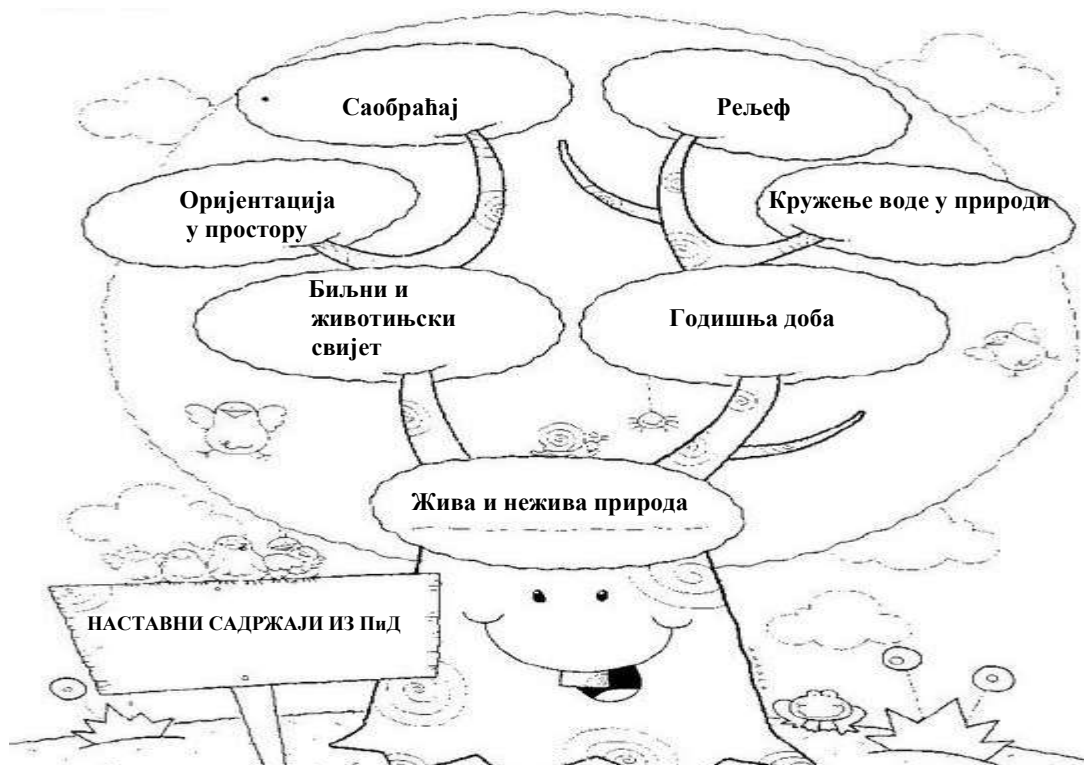 Саобраћај
Рељеф
Оријентација
у простору
Кружење воде у природи
Биљни и
животињски
свијет
Годишња доба
Жива и нежива природа
НАСТАВНИ САДРЖАЈИ ИЗ ПиД